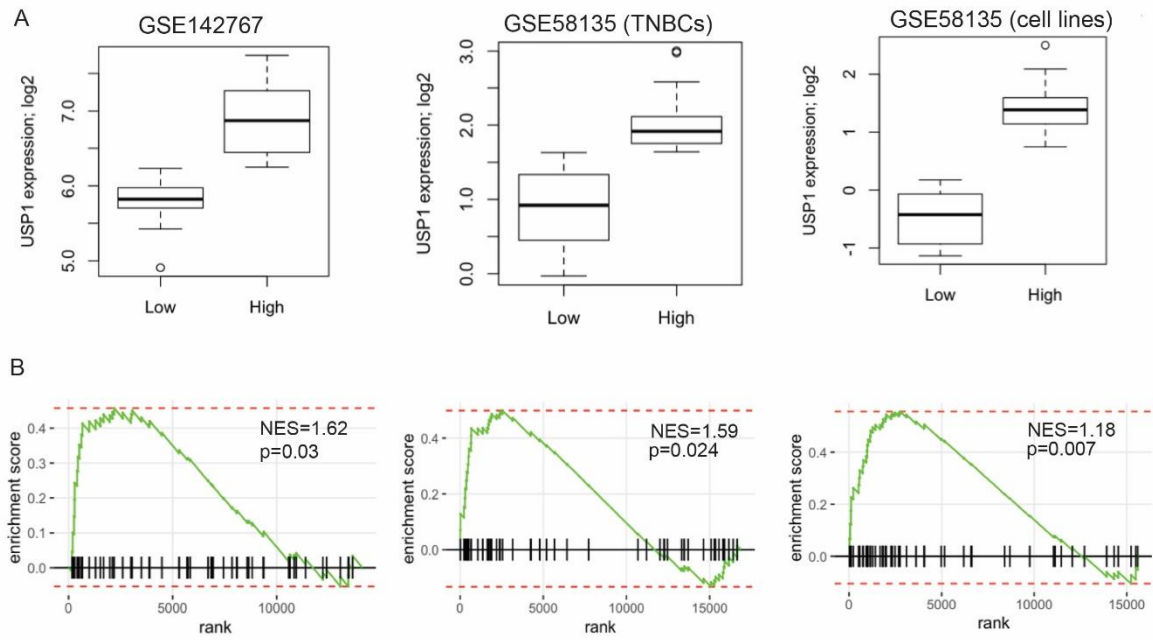 A
GSE142767
USP1 expression; log2
7.0
6.0
5.0
Low
High
GSE58135 (TNBCs)
USP1 expression; log2
3.0
2.0
1.0
0.0
Low
High
GSE58135 (cell lines)
USP1 expression; log2
2
1
0
-1
Low
High
B
enrichment score
0.4
0.3
0.2
0.1
0.0
NES=1.62
p=0.03
0
5000
10000
rank
enrichment score
0.4
0.2
0.0
NES=1.59
p=0.024
0
5000
10000
15000
rank
enrichment score
0.4
0.2
0.0
NES=1.18
p=0.007
0
5000
10000
15000
rank